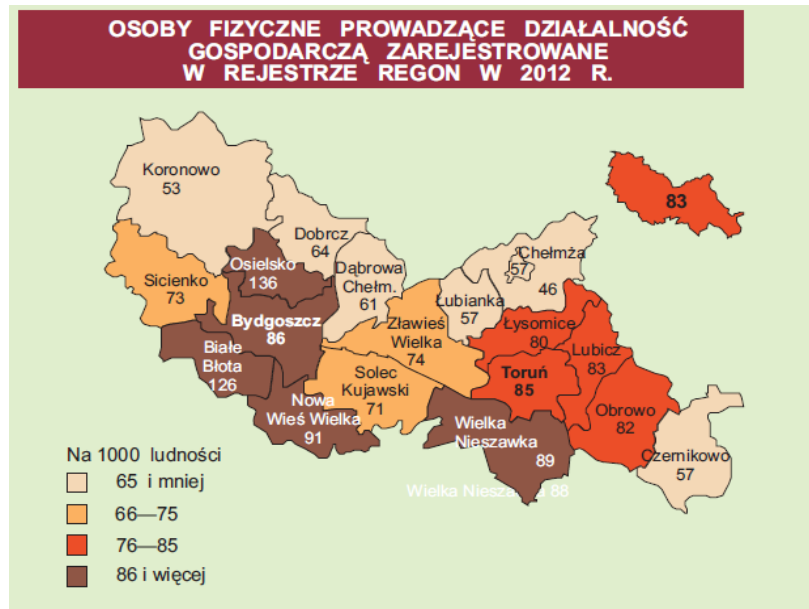 OSOBY FIZYCZNE PROWADZĄCE DZIAŁALNOŚĆ
GOSPODARCZĄ ZAREJESTROWANE
W REJESTRZE REGON W 2012 R.
Koronowo
53
83
Dobrcz
64
Chełmża
57
46
Osielsko
136
Dąbrowa
Chełm.
61
Sicienko
73
Łubianka
57
Bydgoszcz
86
Zławieś
Wielka
74
Łysomice
80
Lubicz
83
Białe
Błota
126
Solec
Kujawski
71
Toruń
85
Nowa
Wieś Wielka
91
Obrowo
82
Wielka
Nieszawka
89
Czernikowo
57
Wielka Nieszawka 88
Na 1000 ludności
65 i mniej
66—75
76—85
86 i więcej